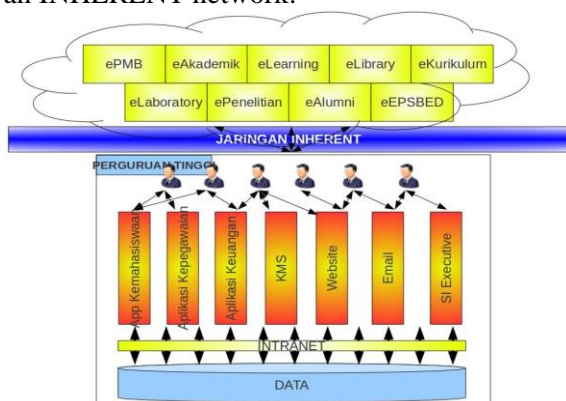 an INHERENT network.
ePMB eAkademik eLearning eLibrary eKurikulum
eLaboratory ePenelitian eAlumni eEPSBED
JARINGAN INHERENT
PERGURUAN TINGGI
App Kemahasiswaan
Aplikasi Kepegawaian
Aplikasi Keuangan
KMS
Website
Email
SI Executive
INTRANET
DATA